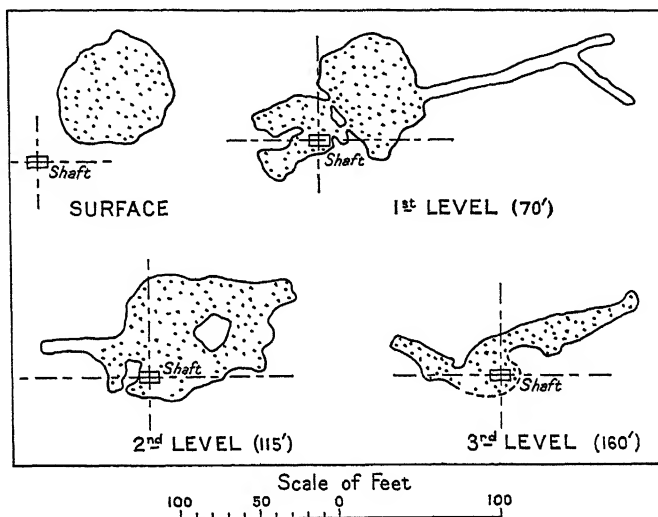 Shaft
SURFACE
Shaft
1st LEVEL (70')
Shaft
2nd LEVEL (115')
Shaft
3rd LEVEL (160')
Scale of Feet
100 50 0 100